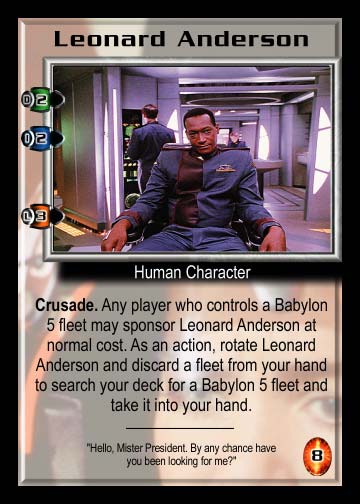 Leonard Anderson
D 2
I 2
L 3
Human Character
Crusade. Any player who controls a Babylon
5 fleet may sponsor Leonard Anderson at
normal cost. As an action, rotate Leonard
Anderson and discard a fleet from your hand
to search your deck for a Babylon 5 fleet and
take it into your hand.
"Hello, Mister President. By any chance have
you been looking for me?"
8